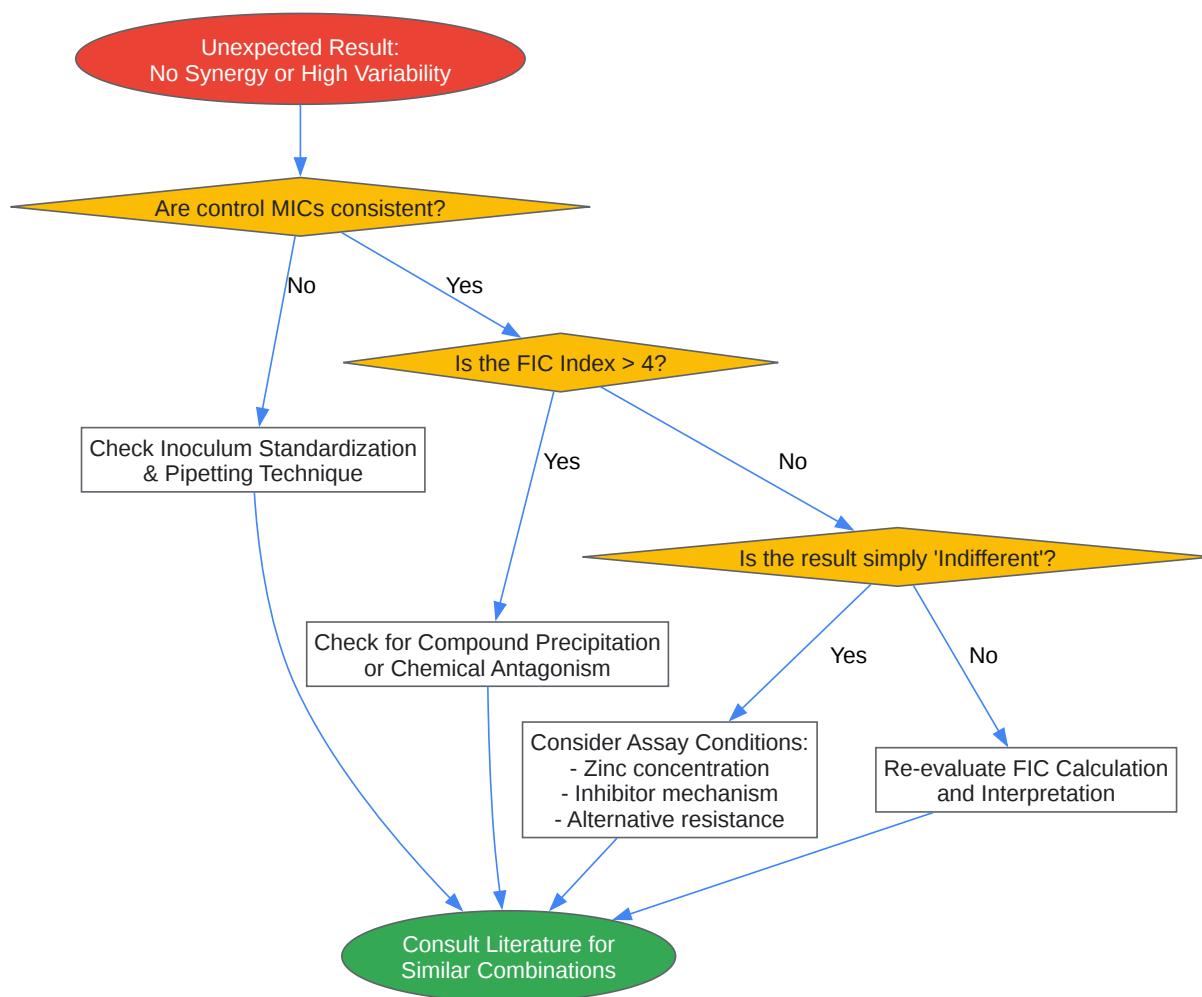 Unexpected Result:
No Synergy or High Variability
Are control MICs consistent?
No
Yes
Is the FIC Index > 4?
Check Inoculum Standardization
& Pipetting Technique
Yes
No
Is the result simply 'Indifferent'?
Check for Compound Precipitation
or Chemical Antagonism
Yes
No
Consider Assay Conditions:
- Zinc concentration
- Inhibitor mechanism
- Alternative resistance
Re-evaluate FIC Calculation
and Interpretation
Consult Literature for
Similar Combinations